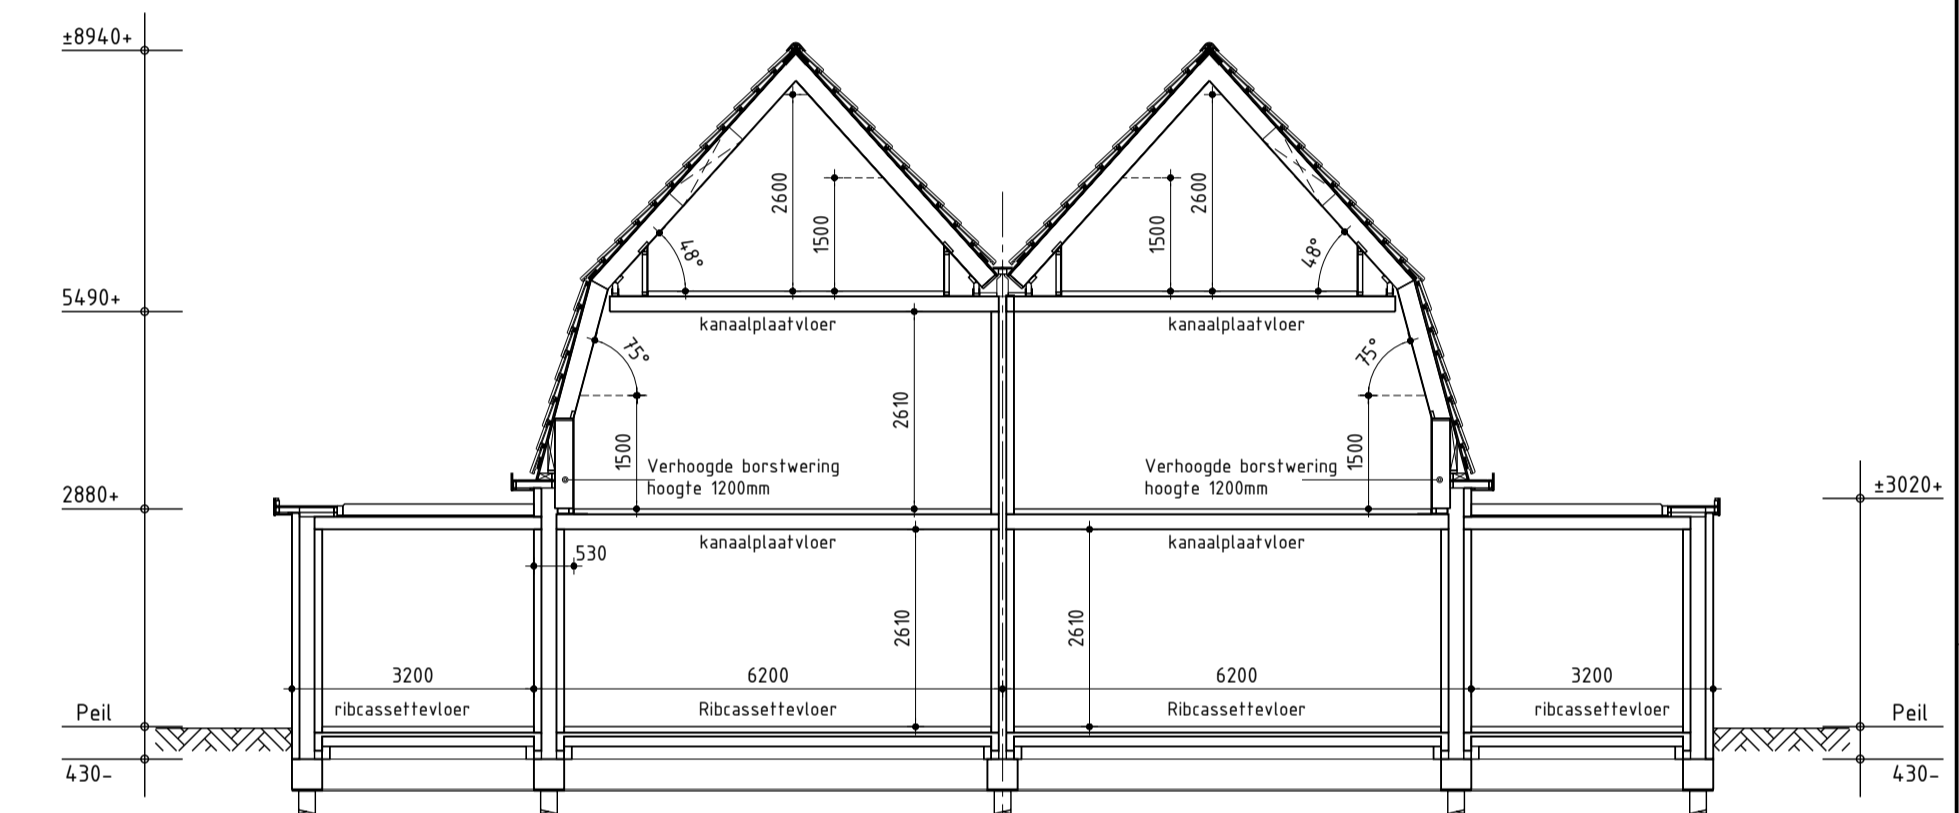 ±8940+
2600
1500
1500
2600
48°
48°
5490+
kanaalplaatvloer
kanaalplaatvloer
75°
75°
2610
1500
1500
Verhoogde borstwering
hoogte 1200mm
Verhoogde borstwering
hoogte 1200mm
2880+
±3020+
kanaalplaatvloer
kanaalplaatvloer
530
2610
2610
3200
6200
6200
3200
ribcassettevloer
Ribcassettevloer
Ribcassettevloer
ribcassettevloer
Peil
Peil
430-
430-